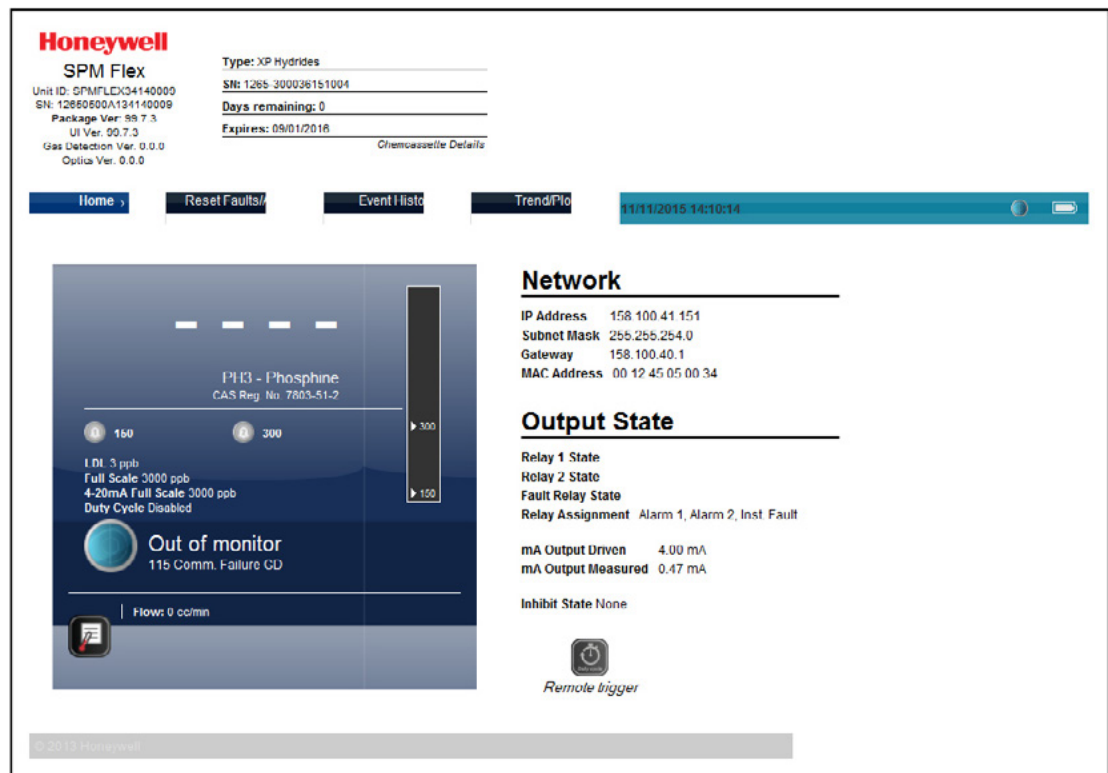 Honeywell
SPM Flex
Unit ID: SPMFLEX34140009
SN: 12650500A134140009
Package Ver: 99.7.3
UI Ver. 99.7.3
Gas Detection Ver. 0.0.0
Optics Ver. 0.0.0
Type: XP Hydrides
SN: 1265-300036151004
Days remaining: 0
Expires: 09/01/2016
Chemcassette Details
Home ›
Reset Faults/A
Event Histo
Trend/Plo
11/11/2015 14:10:14
– – – –
PH3 - Phosphine
CAS Reg. No. 7803-51-2
150 300
300
150
LDL 3 ppb
Full Scale 3000 ppb
4-20mA Full Scale 3000 ppb
Duty Cycle Disabled
Out of monitor
115 Comm. Failure GD
Flow: 0 cc/min
Network
IP Address 158.100.41.151
Subnet Mask 255.255.254.0
Gateway 158.100.40.1
MAC Address 00 12 45 05 00 34
Output State
Relay 1 State
Relay 2 State
Fault Relay State
Relay Assignment Alarm 1, Alarm 2, Inst. Fault
mA Output Driven 4.00 mA
mA Output Measured 0.47 mA
Inhibit State None
Remote trigger
© 2013 Honeywell